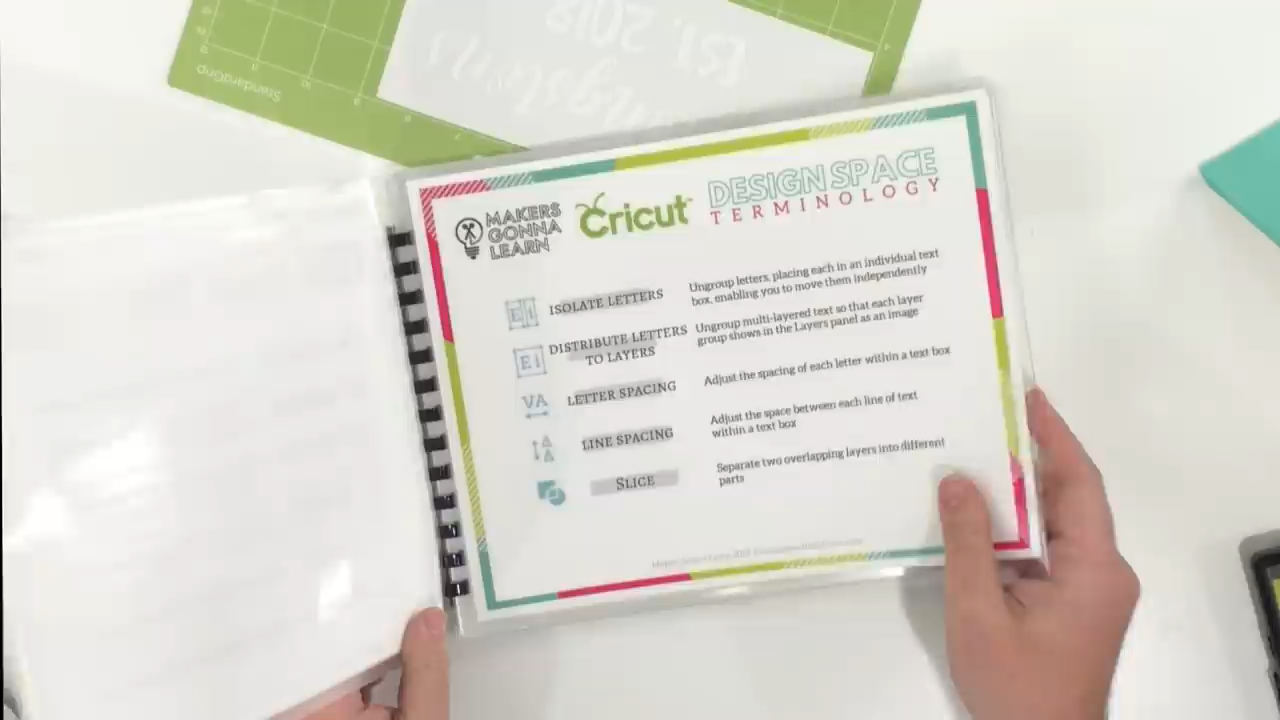 EST. 2018
StandardGrip
MAKERS
GONNA
LEARN
Cricut
DESIGN SPACE
TERMINOLOGY
ISOLATE LETTERS
Ungroup letters, placing each in an individual text
box, enabling you to move them independently
DISTRIBUTE LETTERS
TO LAYERS
Ungroup multi-layered text so that each layer
group shows in the Layers panel as an image
VA
LETTER SPACING
Adjust the spacing of each letter within a text box
LINE SPACING
Adjust the space between each line of text
within a text box
SLICE
Separate two overlapping layers into different
parts